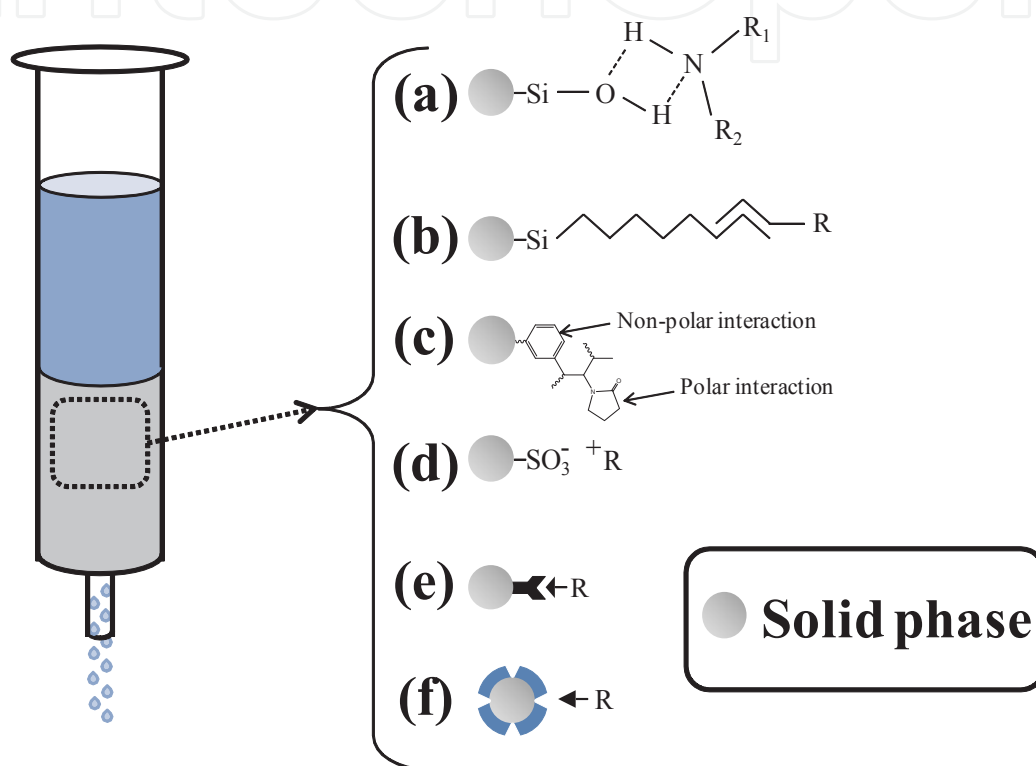 (a)
Si O H H N R₁ R₂
(b)
Si R
(c)
Non-polar interaction
N O
Polar interaction
(d)
SO₃⁻ ⁺R
(e)
R
(f)
R
Solid phase